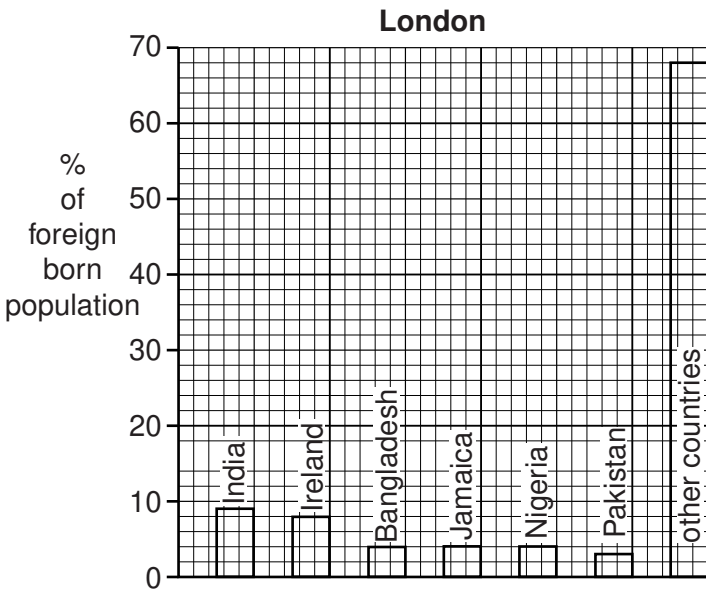 London
70
60
50
40
30
20
10
0
%
of
foreign
born
population
India
Ireland
Bangladesh
Jamaica
Nigeria
Pakistan
other countries